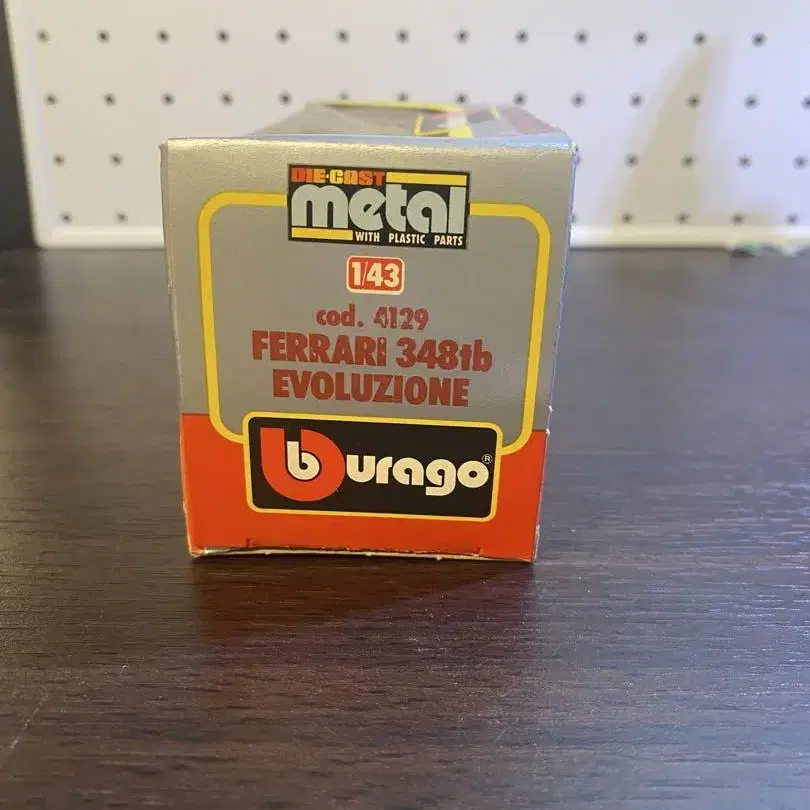 DIE-CAST
metal
WITH PLASTIC PARTS
1/43
cod. 4129
FERRARI 348tb
EVOLUZIONE
burago®